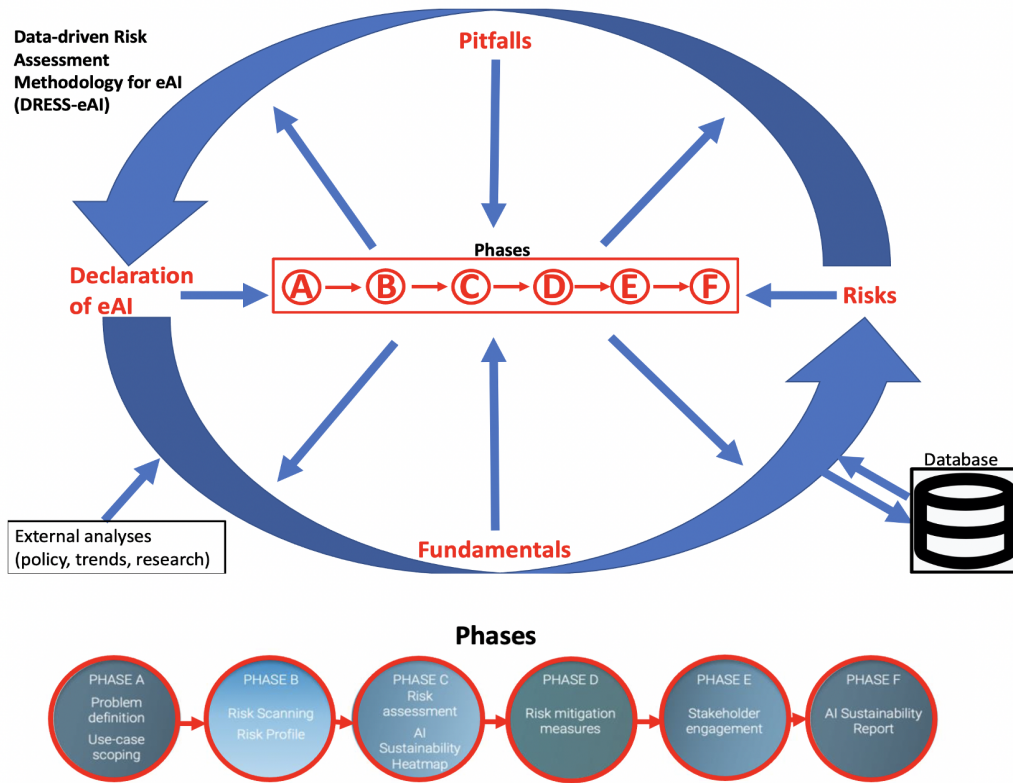 Data-driven Risk
Assessment
Methodology for eAI
(DRESS-eAI)
Pitfalls
Phases
A B C D E F
Declaration
of eAI
Risks
Database
External analyses
(policy, trends, research)
Fundamentals
Phases
PHASE A
Problem
definition
Use-case
scoping
PHASE B
Risk Scanning
Risk Profile
PHASE C
Risk
assessment
AI
Sustainability
Heatmap
PHASE D
Risk mitigation
measures
PHASE E
Stakeholder
engagement
PHASE F
AI Sustainability
Report